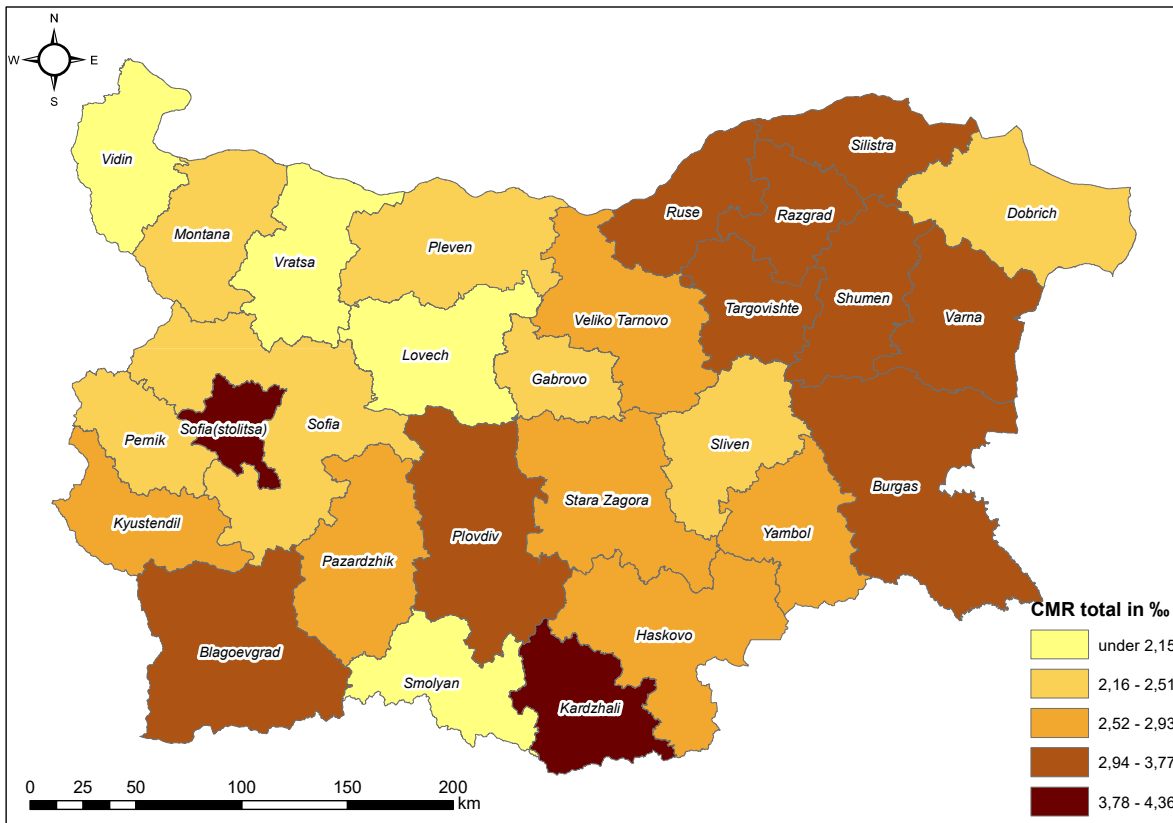 N
W E
S
Vidin
Montana
Vratsa
Pleven
Lovech
Veliko Tarnovo
Gabrovo
Ruse
Silistra
Razgrad
Targovishte
Shumen
Dobrich
Varna
Pernik
Sofia(stolitsa)
Sofia
Kyustendil
Blagoevgrad
Pazardzhik
Plovdiv
Stara Zagora
Sliven
Yambol
Burgas
Smolyan
Kardzhali
Haskovo
CMR total in ‰
under 2,15
2,16 - 2,51
2,52 - 2,93
2,94 - 3,77
3,78 - 4,36
0 25 50 100 150 200
km